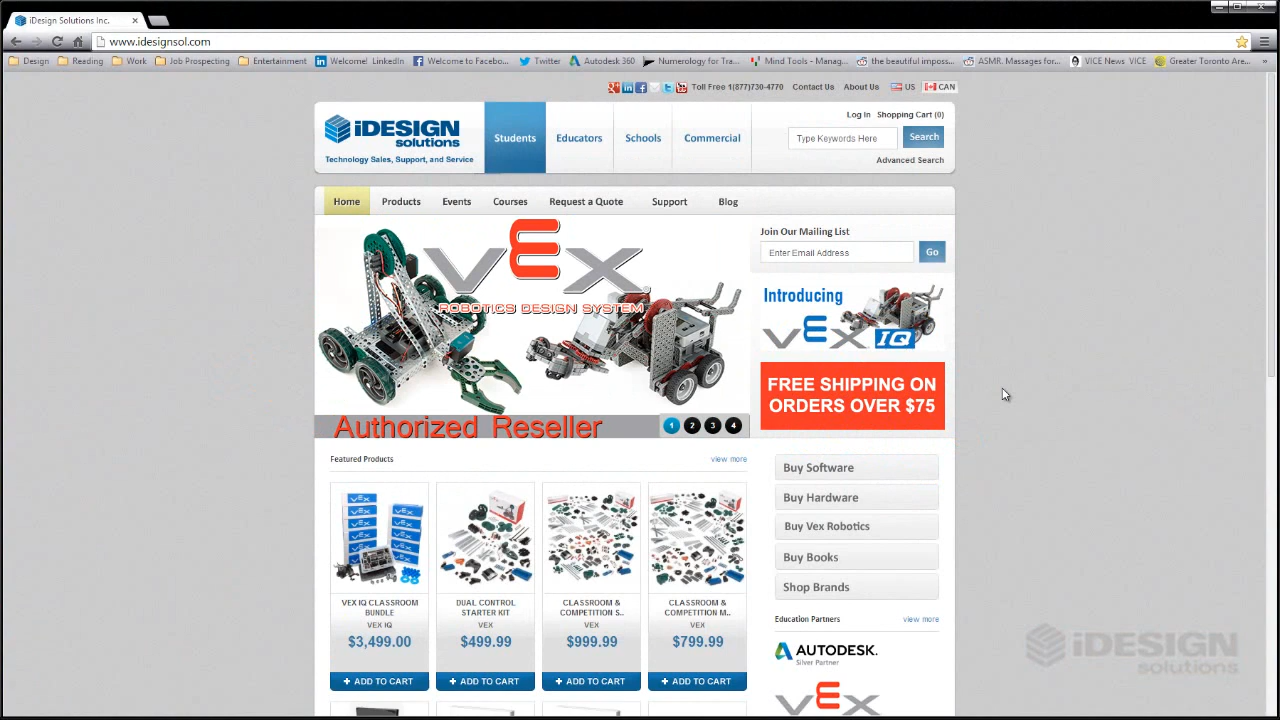 iDesign Solutions Inc.
www.idesignsol.com
Design Reading Work Job Prospecting Entertainment Welcome! LinkedIn Welcome to Facebo... Twitter Autodesk 360 Numerology for Tra... Mind Tools - Manag... the beautiful imposs... ASMR. Massages for... VICE News VICE Greater Toronto Are...
Toll Free 1(877)730-4770 Contact Us About Us US CAN
iDESIGN
solutions
Technology Sales, Support, and Service
Students Educators Schools Commercial
Log In Shopping Cart (0)
Type Keywords Here Search
Advanced Search
Home Products Events Courses Request a Quote Support Blog
VEX
ROBOTICS DESIGN SYSTEM
Authorized Reseller
1 2 3 4
Join Our Mailing List
Enter Email Address Go
Introducing
VEX IQ
FREE SHIPPING ON
ORDERS OVER $75
Featured Products view more
VEX IQ CLASSROOM
BUNDLE
VEX IQ
$3,499.00
+ ADD TO CART
DUAL CONTROL
STARTER KIT
VEX
$499.99
+ ADD TO CART
CLASSROOM &
COMPETITION S..
VEX
$999.99
+ ADD TO CART
CLASSROOM &
COMPETITION M..
VEX
$799.99
+ ADD TO CART
Buy Software
Buy Hardware
Buy Vex Robotics
Buy Books
Shop Brands
Education Partners view more
AUTODESK.
Silver Partner
VEX
iDESIGN
solutions